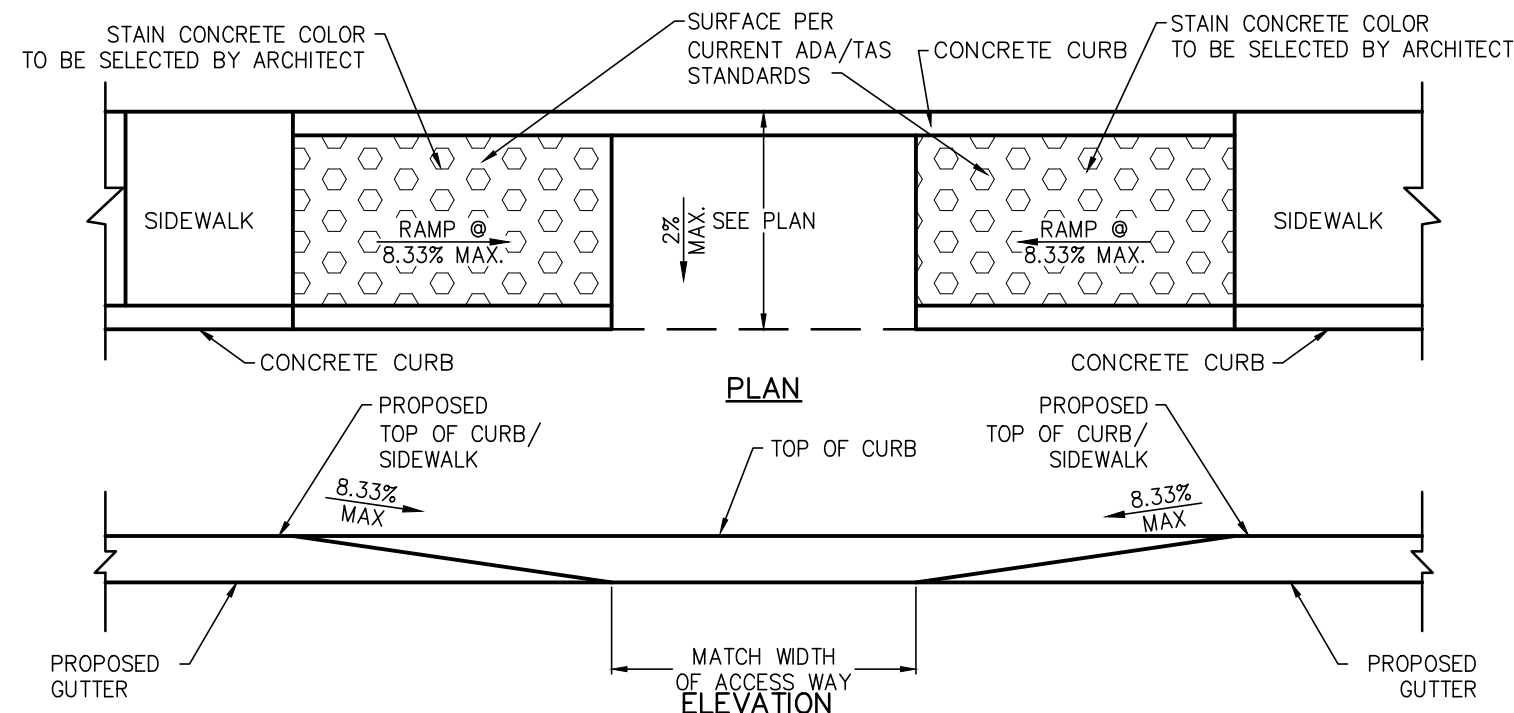 STAIN CONCRETE COLOR
TO BE SELECTED BY ARCHITECT
SURFACE PER
CURRENT ADA/TAS
STANDARDS
CONCRETE CURB
STAIN CONCRETE COLOR
TO BE SELECTED BY ARCHITECT
SIDEWALK
RAMP @
8.33% MAX.
2%
MAX.
SEE PLAN
RAMP @
8.33% MAX.
SIDEWALK
CONCRETE CURB
CONCRETE CURB
PLAN
PROPOSED
TOP OF CURB/
SIDEWALK
TOP OF CURB
PROPOSED
TOP OF CURB/
SIDEWALK
8.33%
MAX
8.33%
MAX
PROPOSED
GUTTER
MATCH WIDTH
OF ACCESS WAY
PROPOSED
GUTTER
ELEVATION